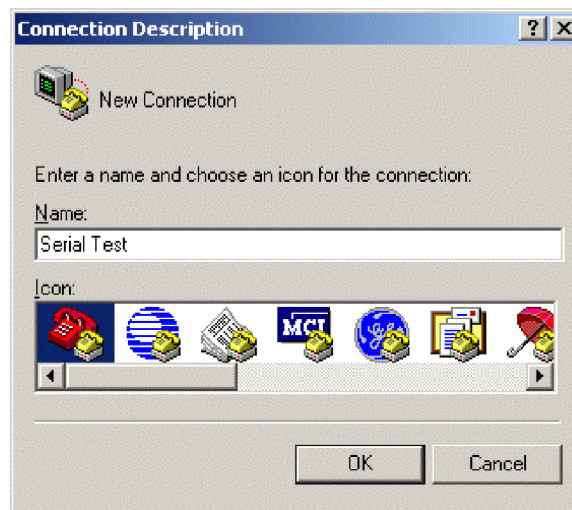 Connection Description
New Connection
Enter a name and choose an icon for the connection:
Name:
Serial Test
Icon:
MCI
OK
Cancel